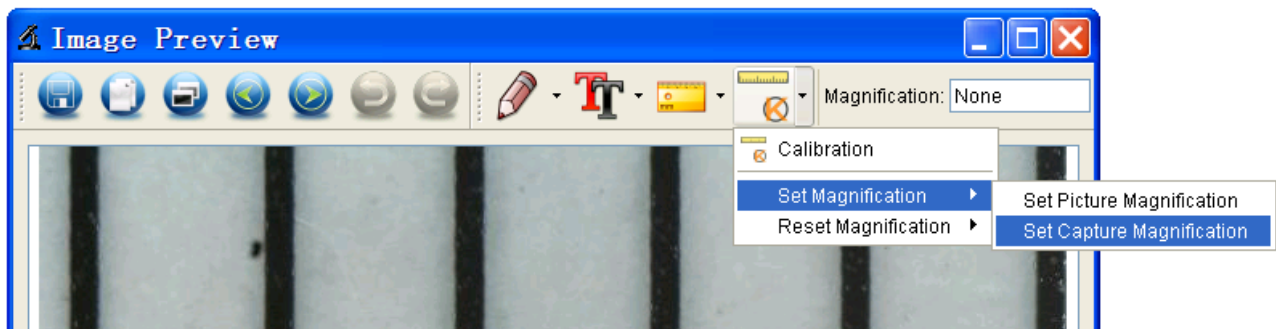 Image Preview
Magnification: None
Calibration
Set Magnification
Reset Magnification
Set Picture Magnification
Set Capture Magnification